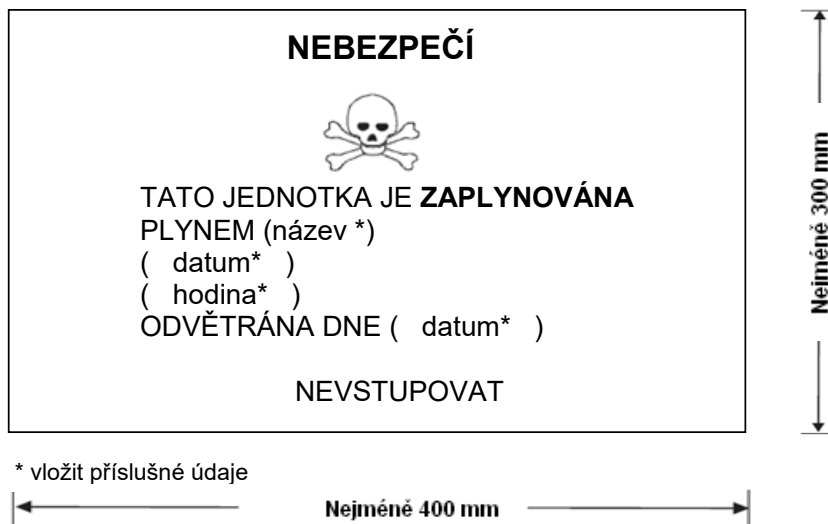 NEBEZPEČÍ
TATO JEDNOTKA JE ZAPLYNOVÁNA
PLYNEM (název *)
( datum* )
( hodina* )
ODVĚTRÁNA DNE ( datum* )
NEVSTUPOVAT
Nejméně 300 mm
* vložit příslušné údaje
Nejméně 400 mm